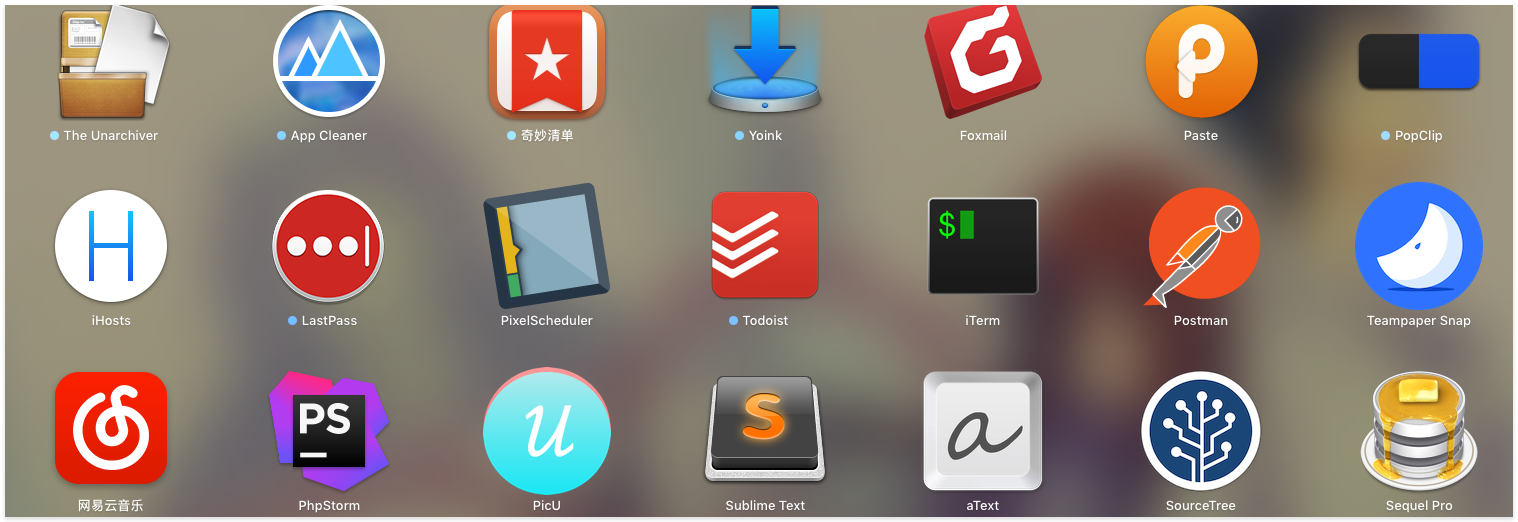 The Unarchiver
App Cleaner
奇妙清单
Yoink
Foxmail
Paste
PopClip
$
iHosts
LastPass
PixelScheduler
Todoist
iTerm
Postman
Teampaper Snap
PS
网易云音乐
PhpStorm
PicU
Sublime Text
aText
SourceTree
Sequel Pro